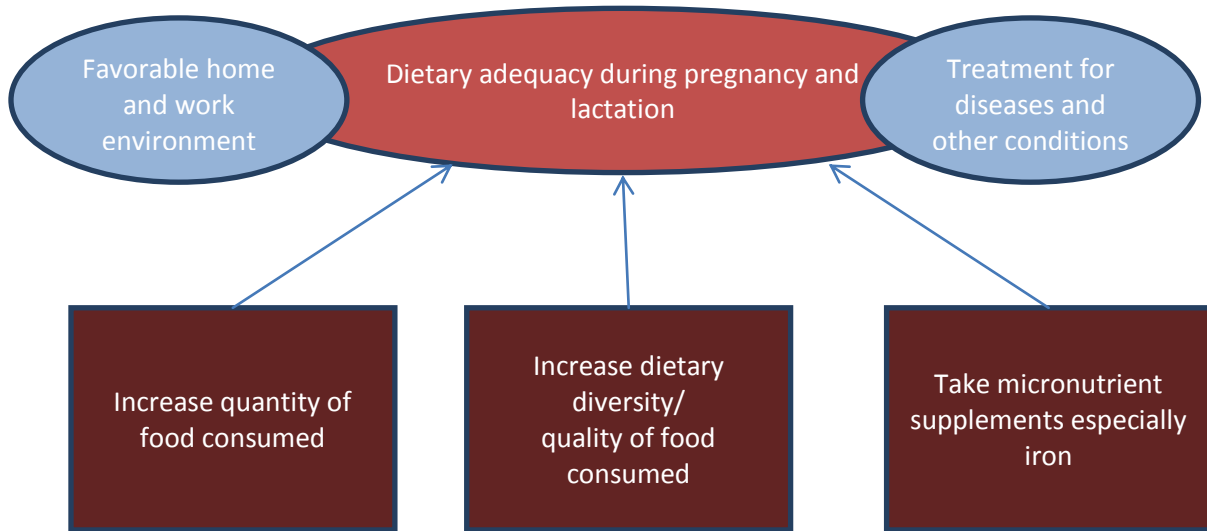 Favorable home
and work
environment
Dietary adequacy during pregnancy and
lactation
Treatment for
diseases and
other conditions
Increase quantity of
food consumed
Increase dietary
diversity/
quality of food
consumed
Take micronutrient
supplements especially
iron